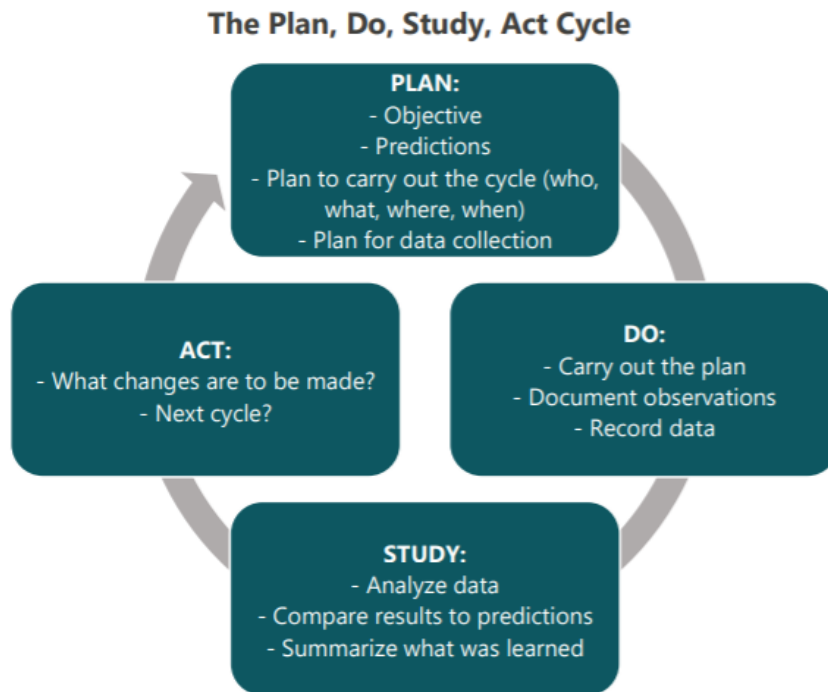 The Plan, Do, Study, Act Cycle
PLAN:
- Objective
- Predictions
- Plan to carry out the cycle (who,
what, where, when)
- Plan for data collection
DO:
- Carry out the plan
- Document observations
- Record data
STUDY:
- Analyze data
- Compare results to predictions
- Summarize what was learned
ACT:
- What changes are to be made?
- Next cycle?